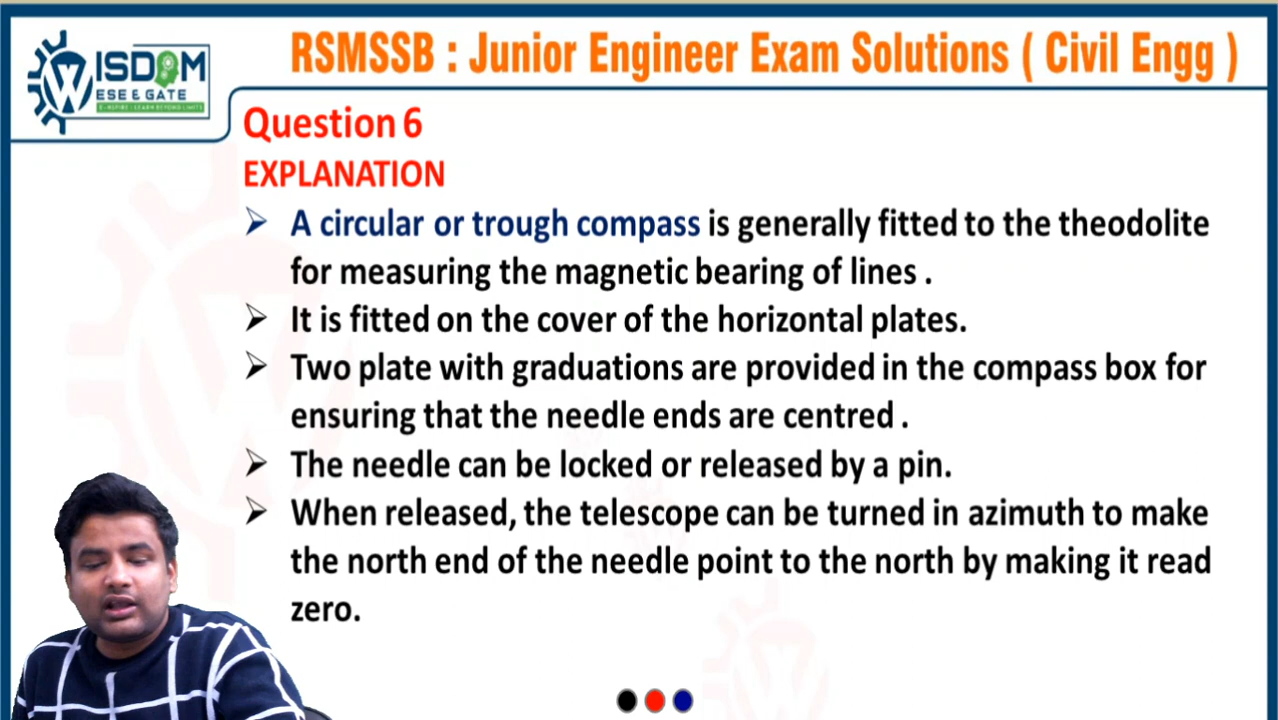 WISDOM
ESE & GATE
E-NSPIRE : LEARN BEYOND LIMITS
RSMSSB : Junior Engineer Exam Solutions ( Civil Engg )
Question 6
EXPLANATION
➢ A circular or trough compass is generally fitted to the theodolite
for measuring the magnetic bearing of lines .
➢ It is fitted on the cover of the horizontal plates.
➢ Two plate with graduations are provided in the compass box for
ensuring that the needle ends are centred .
➢ The needle can be locked or released by a pin.
➢ When released, the telescope can be turned in azimuth to make
the north end of the needle point to the north by making it read
zero.